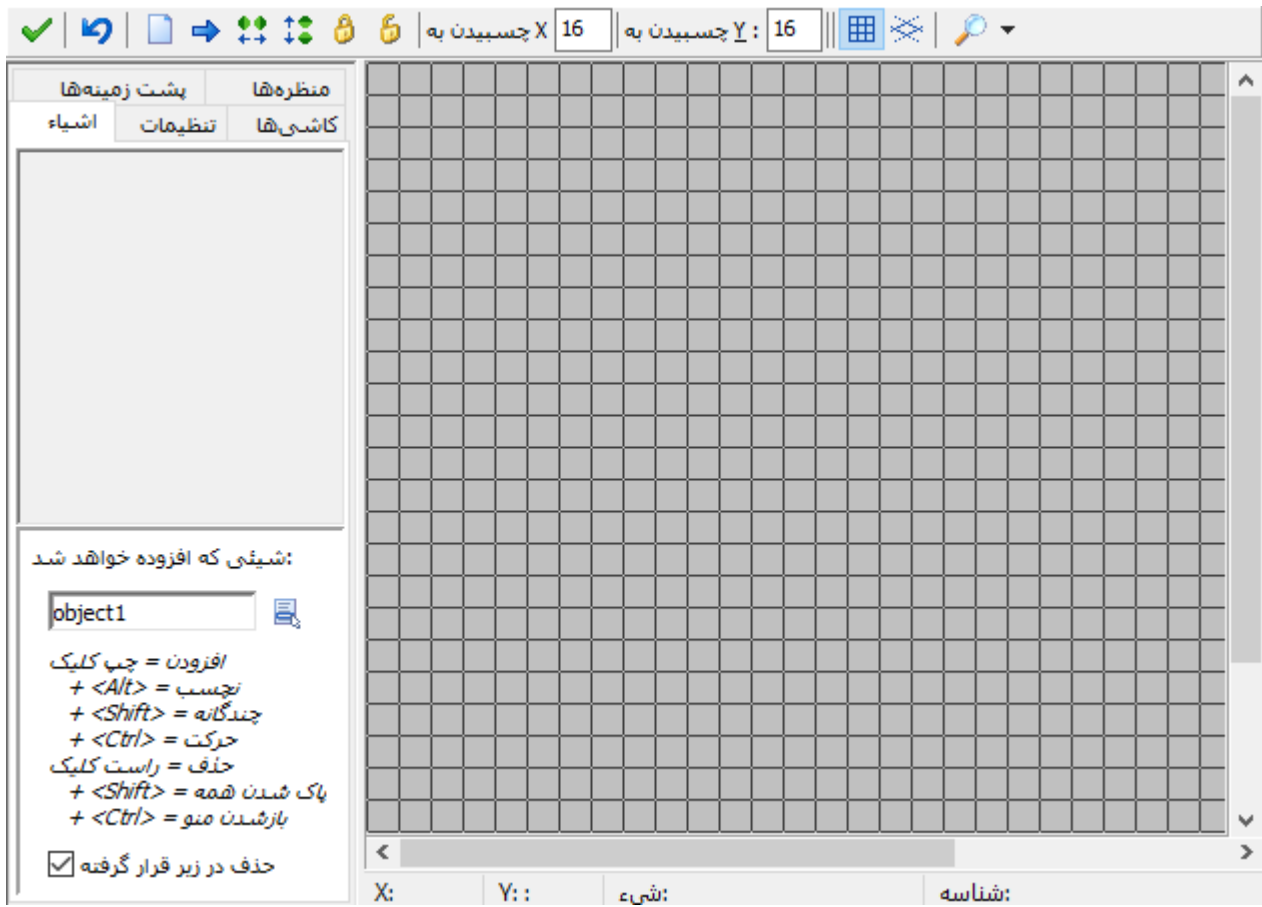 چسبیدن به X 16 چسبیدن به Y : 16
پشت زمینه‌ها منظره‌ها
اشیاء تنظیمات کاشی‌ها
شیئی که افزوده خواهد شد:
object1
افزودن = چپ کلیک
+ <Alt> = نچسب
+ <Shift> = چندگانه
+ <Ctrl> = حرکت
حذف = راست کلیک
+ <Shift> = پاک شدن همه
+ <Ctrl> = بازشدن منو
حذف در زیر قرار گرفته
X: Y: : شیء: شناسه: